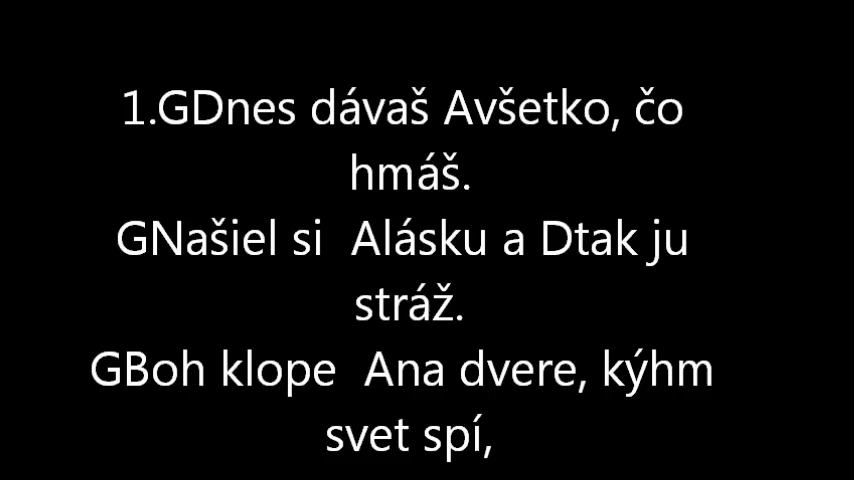 1.GDnes dávaš Avšetko, čo
hmáš.
GNašiel si  Alásku a Dtak ju
stráž.
GBoh klope  Ana dvere, kýhm
svet spí,